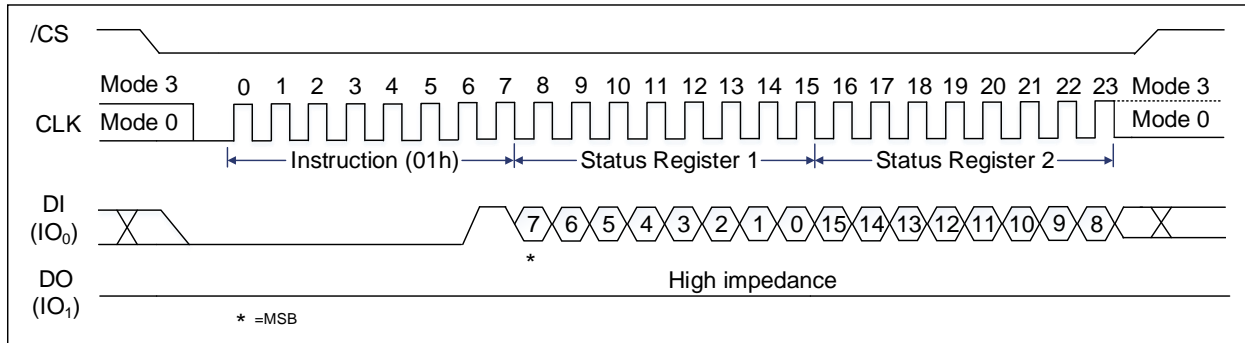 /CS
Mode 3 0 1 2 3 4 5 6 7 8 9 10 11 12 13 14 15 16 17 18 19 20 21 22 23 Mode 3
CLK Mode 0 Mode 0
Instruction (01h) Status Register 1 Status Register 2
DI
(IO0) 7 6 5 4 3 2 1 0 15 14 13 12 11 10 9 8
*
DO High impedance
(IO1)
* =MSB